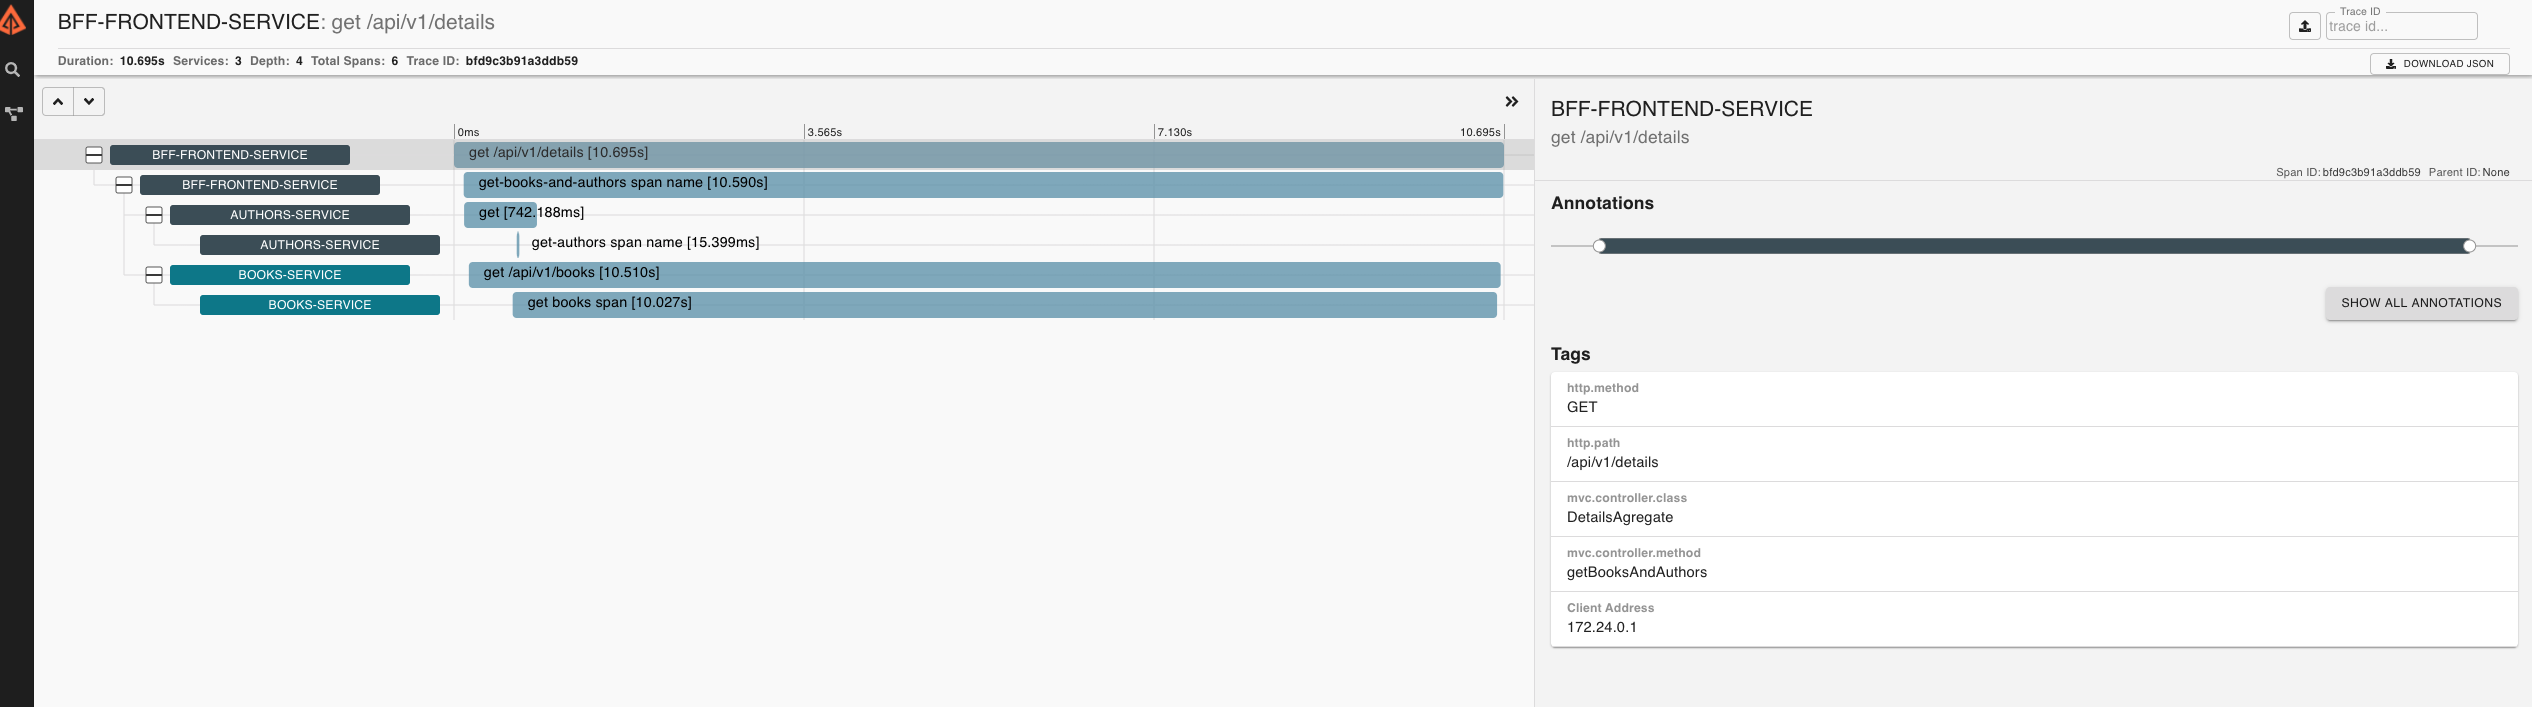 BFF-FRONTEND-SERVICE: get /api/v1/details
Trace ID
trace id...
Duration: 10.695s Services: 3 Depth: 4 Total Spans: 6 Trace ID: bfd9c3b91a3ddb59
DOWNLOAD JSON
0ms 3.565s 7.130s 10.695s
BFF-FRONTEND-SERVICE get /api/v1/details [10.695s]
BFF-FRONTEND-SERVICE get-books-and-authors span name [10.590s]
AUTHORS-SERVICE get [742.188ms]
AUTHORS-SERVICE get-authors span name [15.399ms]
BOOKS-SERVICE get /api/v1/books [10.510s]
BOOKS-SERVICE get books span [10.027s]
BFF-FRONTEND-SERVICE
get /api/v1/details
Span ID: bfd9c3b91a3ddb59 Parent ID: None
Annotations
SHOW ALL ANNOTATIONS
Tags
http.method
GET
http.path
/api/v1/details
mvc.controller.class
DetailsAgregate
mvc.controller.method
getBooksAndAuthors
Client Address
172.24.0.1